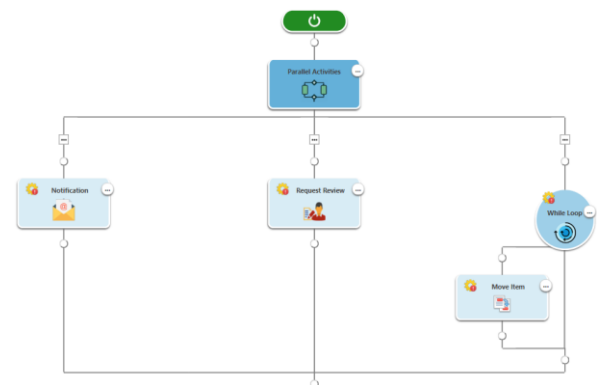 Parallel Activities
Notification
Request Review
While Loop
Move Item